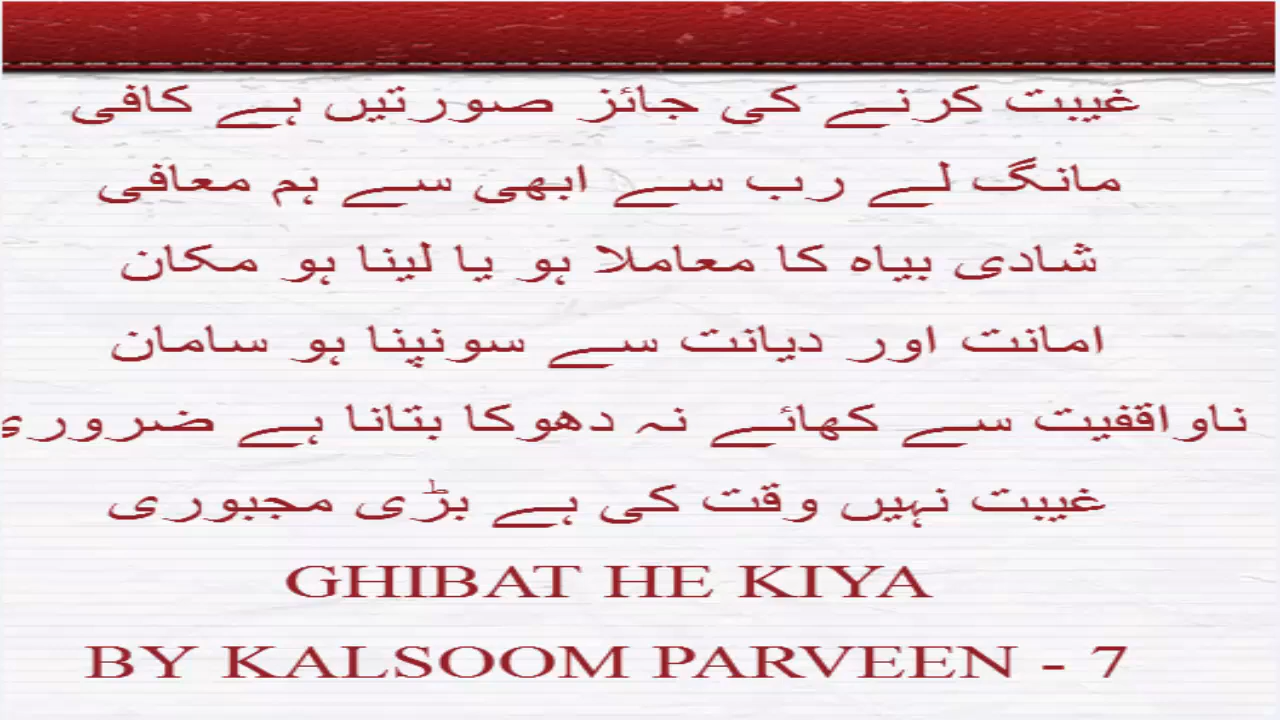 غیبت کرنے کی جائز صورتیں ہے کافی
مانگ لے رب سے ابھی سے ہم معافی
شادی بیاہ کا معاملا ہو یا لینا ہو مکان
امانت اور دیانت سے سونپنا ہو سامان
ناواقفیت سے کھائے نہ دھوکا بتانا ہے ضروری
غیبت نہیں وقت کی ہے بڑی مجبوری
GHIBAT HE KIYA
BY KALSOOM PARVEEN - 7